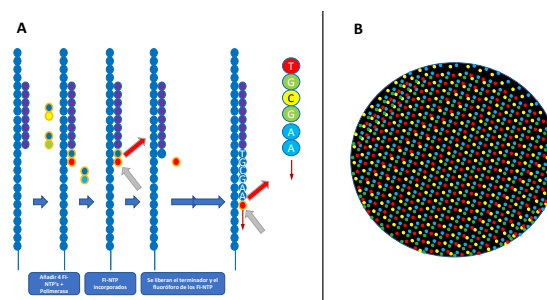 A
B
T
G
C
G
A
A
T
G
C
G
A
A
Añadir 4 Fl-
NTP's +
Polimerasa
Fl-NTP
incorporados
Se liberan el terminador y el
fluoróforo de los Fl-NTP